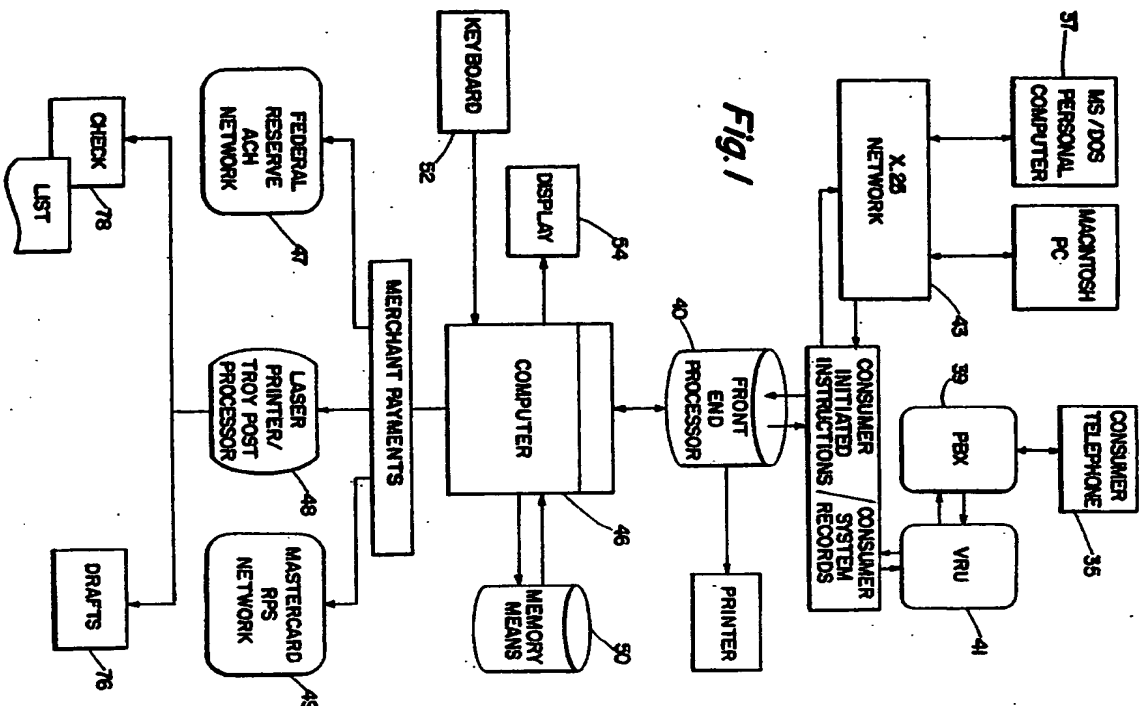 Fig. 1
37
MS/DOS
PERSONAL
COMPUTER
MACINTOSH
PC
CONSUMER
TELEPHONE
35
X.25
NETWORK
43
39
PBX
VRU
41
CONSUMER
INITIATED
INSTRUCTIONS
/
CONSUMER
SYSTEM
RECORDS
40
FRONT
END
PROCESSOR
PRINTER
KEYBOARD
52
DISPLAY
54
COMPUTER
46
MEMORY
MEANS
50
MERCHANT PAYMENTS
FEDERAL
RESERVE
ACH
NETWORK
47
LASER
PRINTER/
TROY POST
PROCESSOR
48
MASTERCARD
RPS
NETWORK
49
CHECK
78
LIST
DRAFTS
76